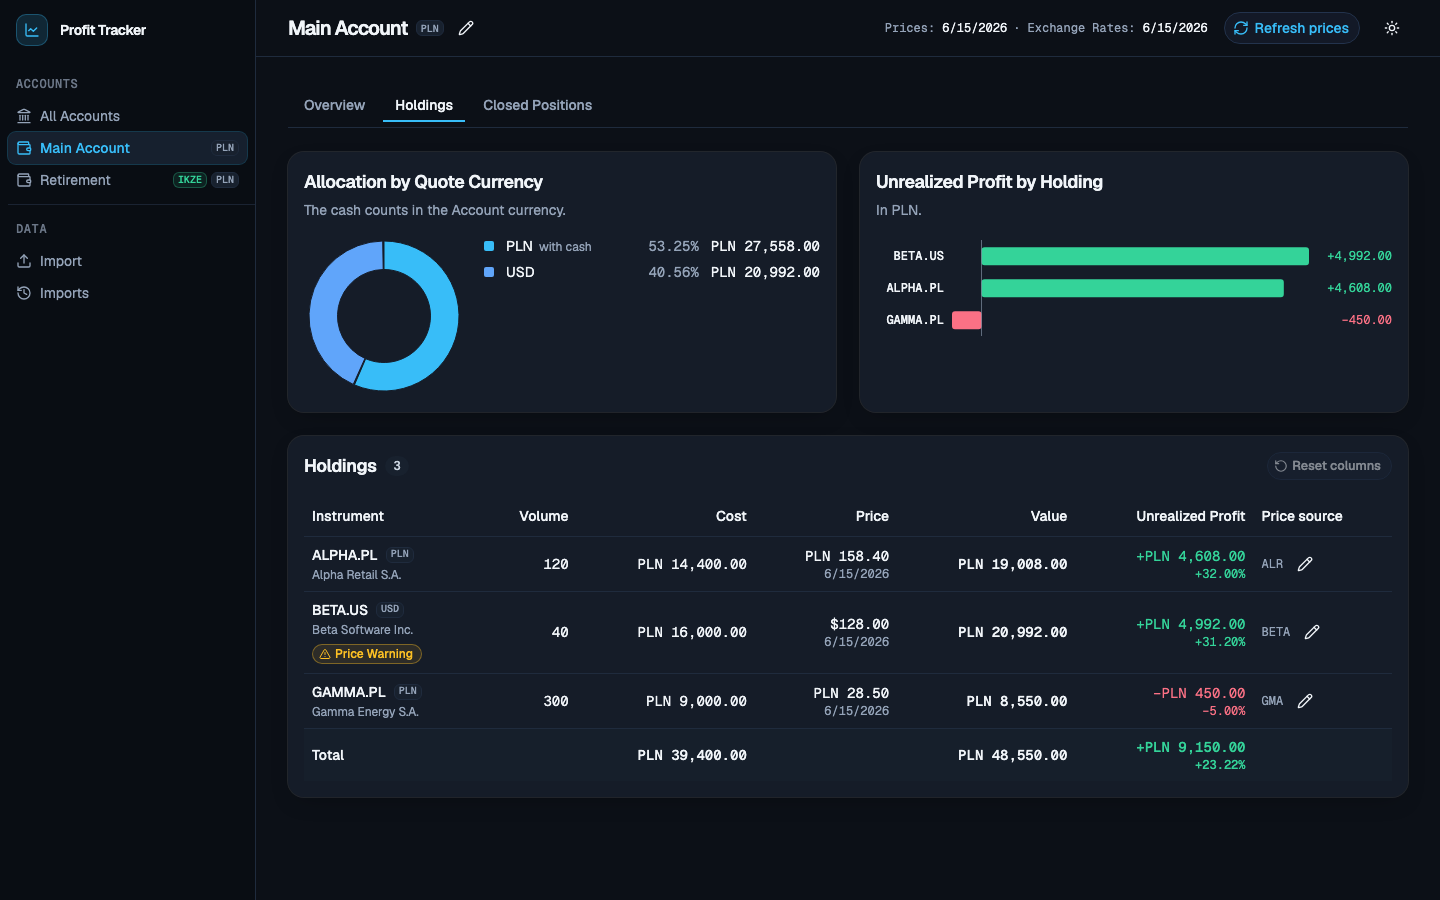 Profit Tracker
ACCOUNTS
All Accounts
Main Account PLN
Retirement IKZE PLN
DATA
Import
Imports
Main Account PLN
Prices: 6/15/2026 · Exchange Rates: 6/15/2026
Refresh prices
Overview Holdings Closed Positions
Allocation by Quote Currency
The cash counts in the Account currency.
PLN with cash 53.25% PLN 27,558.00
USD 40.56% PLN 20,992.00
Unrealized Profit by Holding
In PLN.
BETA.US +4,992.00
ALPHA.PL +4,608.00
GAMMA.PL −450.00
Holdings 3
Reset columns
Instrument Volume Cost Price Value Unrealized Profit Price source
ALPHA.PL PLN 120 PLN 14,400.00 PLN 158.40 PLN 19,008.00 +PLN 4,608.00 ALR
Alpha Retail S.A. 6/15/2026 +32.00%
BETA.US USD 40 PLN 16,000.00 $128.00 PLN 20,992.00 +PLN 4,992.00 BETA
Beta Software Inc. 6/15/2026 +31.20%
Price Warning
GAMMA.PL PLN 300 PLN 9,000.00 PLN 28.50 PLN 8,550.00 −PLN 450.00 GMA
Gamma Energy S.A. 6/15/2026 −5.00%
Total PLN 39,400.00 PLN 48,550.00 +PLN 9,150.00
+23.22%